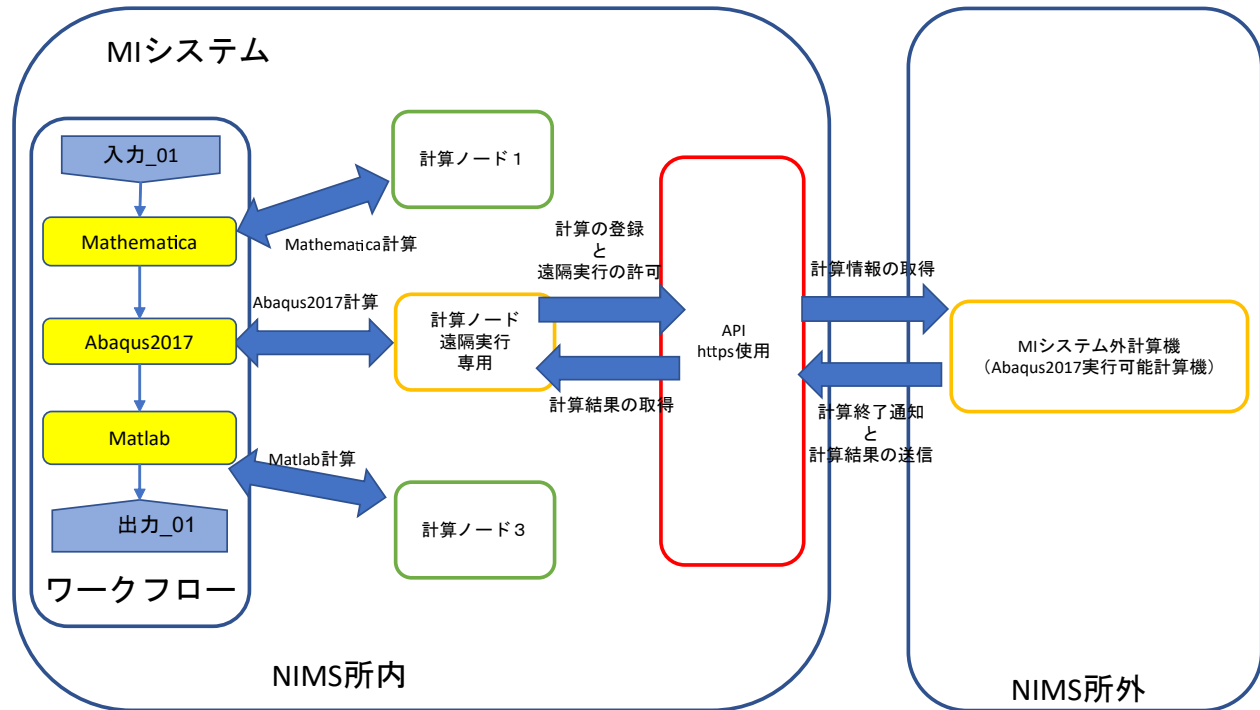 MIシステム
入力_01
Mathematica
Abaqus2017
Matlab
出力_01
ワークフロー
計算ノード１
Mathematica計算
Abaqus2017計算
計算ノード
遠隔実行
専用
Matlab計算
計算ノード３
計算の登録
と
遠隔実行の許可
計算結果の取得
API
https使用
計算情報の取得
計算終了通知
と
計算結果の送信
MIシステム外計算機
（Abaqus2017実行可能計算機）
NIMS所内
NIMS所外